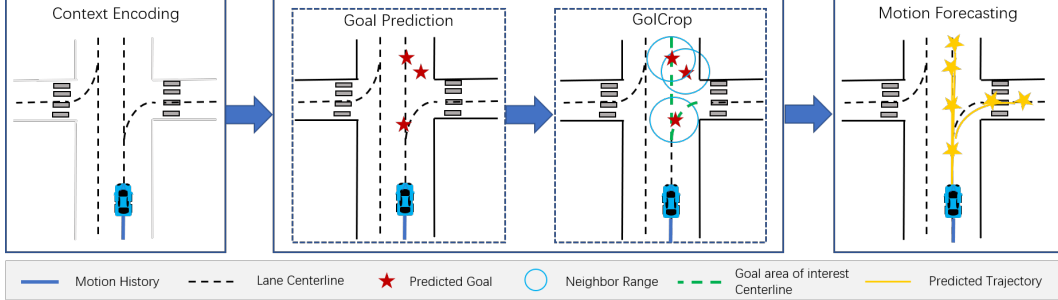 Context Encoding
Goal Prediction
GoICrop
Motion Forecasting
Motion History
Lane Centerline
Predicted Goal
Neighbor Range
Goal area of interest
Centerline
Predicted Trajectory